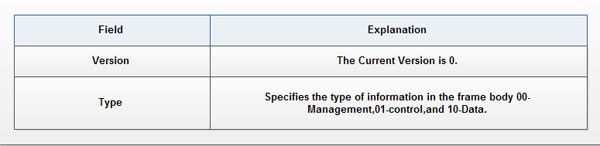 Field Explanation
Version The Current Version is 0.
Type Specifies the type of information in the frame body 00-
Management,01-control,and 10-Data.